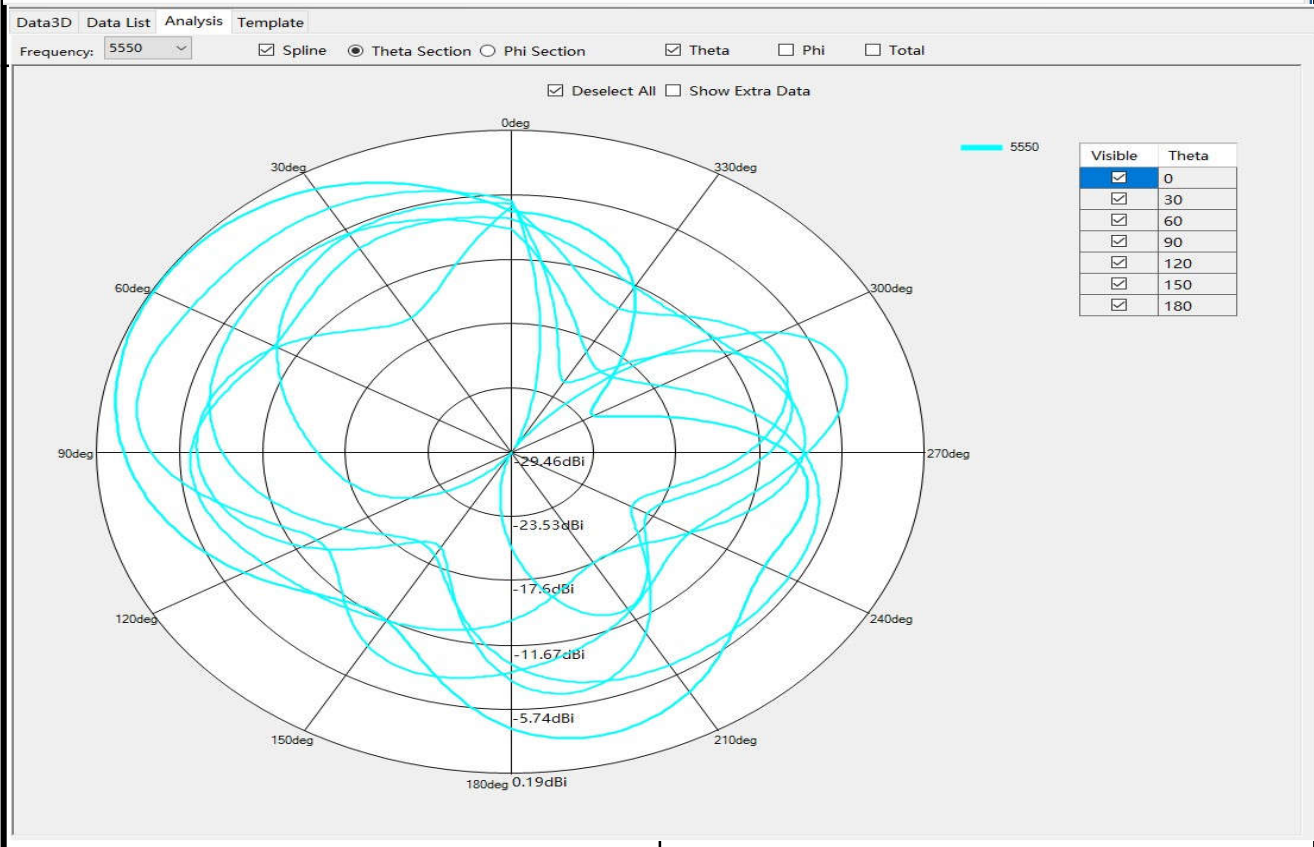 Data3D Data List Analysis Template
Frequency: 5550 Spline Theta Section Phi Section Theta Phi Total
Deselect All Show Extra Data
0deg
5550
30deg
330deg
60deg
300deg
90deg
270deg
-29.46dBi
-23.53dBi
-17.6dBi
120deg
240deg
-11.67dBi
-5.74dBi
150deg
210deg
180deg 0.19dBi
Visible Theta
0
30
60
90
120
150
180